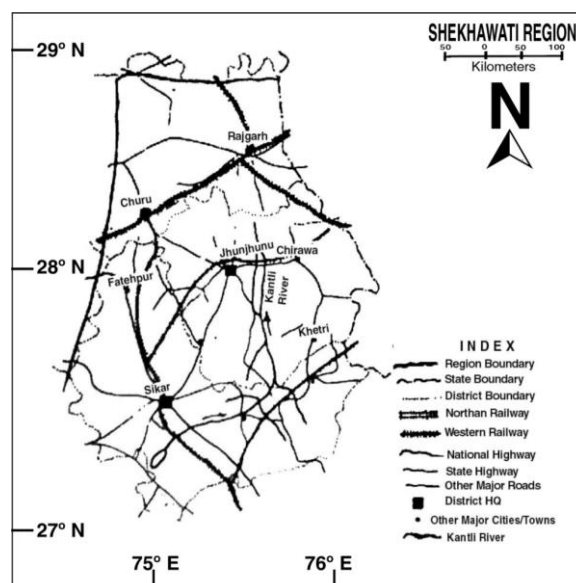 SHEKHAWATI REGION
50 0 50 100
Kilometers
N
29° N
28° N
27° N
75° E
76° E
Rajgarh
Churu
Jhunjhunu
Chirawa
Fatehpur
Kantli
River
Khetri
Sikar
INDEX
Region Boundary
State Boundary
District Boundary
Northan Railway
Western Railway
National Highway
State Highway
Other Major Roads
District HQ
Other Major Cities/Towns
Kantli River